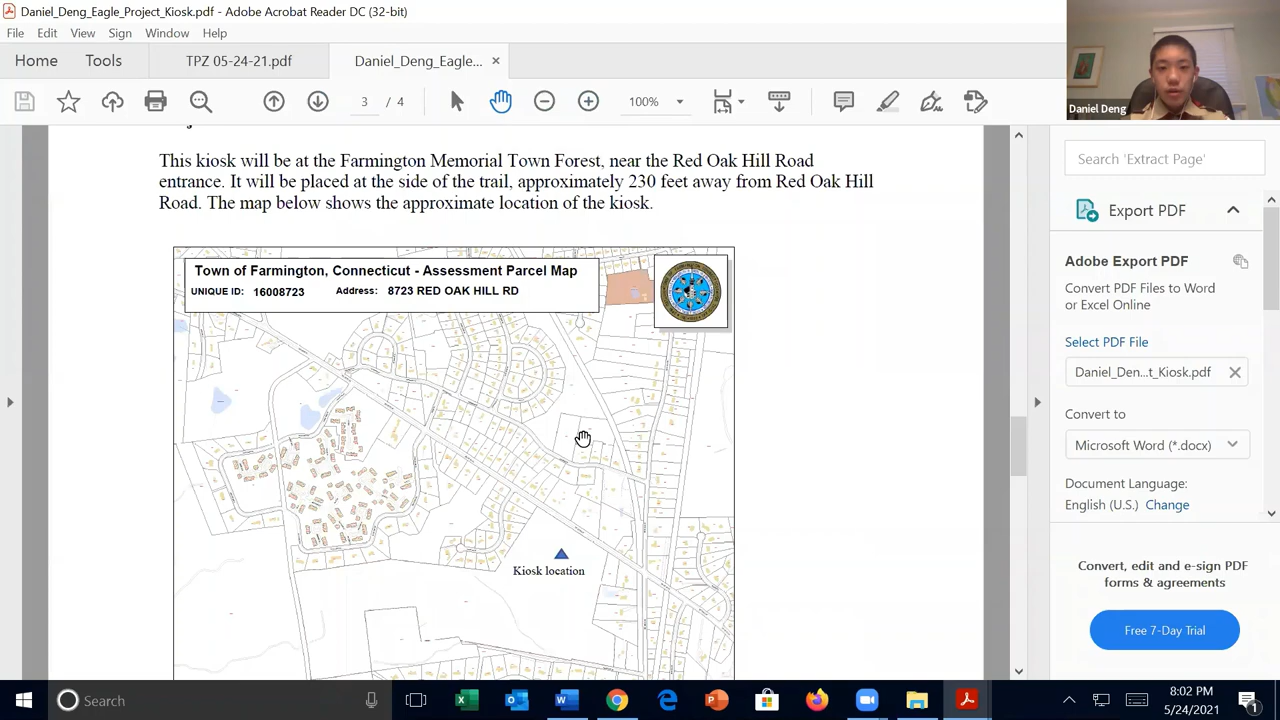 Daniel_Deng_Eagle_Project_Kiosk.pdf - Adobe Acrobat Reader DC (32-bit)
File Edit View Sign Window Help
Home Tools TPZ 05-24-21.pdf Daniel_Deng_Eagle... ×
3 / 4 100%
Daniel Deng
This kiosk will be at the Farmington Memorial Town Forest, near the Red Oak Hill Road
entrance. It will be placed at the side of the trail, approximately 230 feet away from Red Oak Hill
Road. The map below shows the approximate location of the kiosk.
Town of Farmington, Connecticut - Assessment Parcel Map
UNIQUE ID: 16008723 Address: 8723 RED OAK HILL RD
Kiosk location
Search 'Extract Page'
Export PDF
Adobe Export PDF
Convert PDF Files to Word
or Excel Online
Select PDF File
Daniel_Den...t_Kiosk.pdf
Convert to
Microsoft Word (*.docx)
Document Language:
English (U.S.) Change
Convert, edit and e-sign PDF
forms & agreements
Free 7-Day Trial
Search
8:02 PM
5/24/2021
1